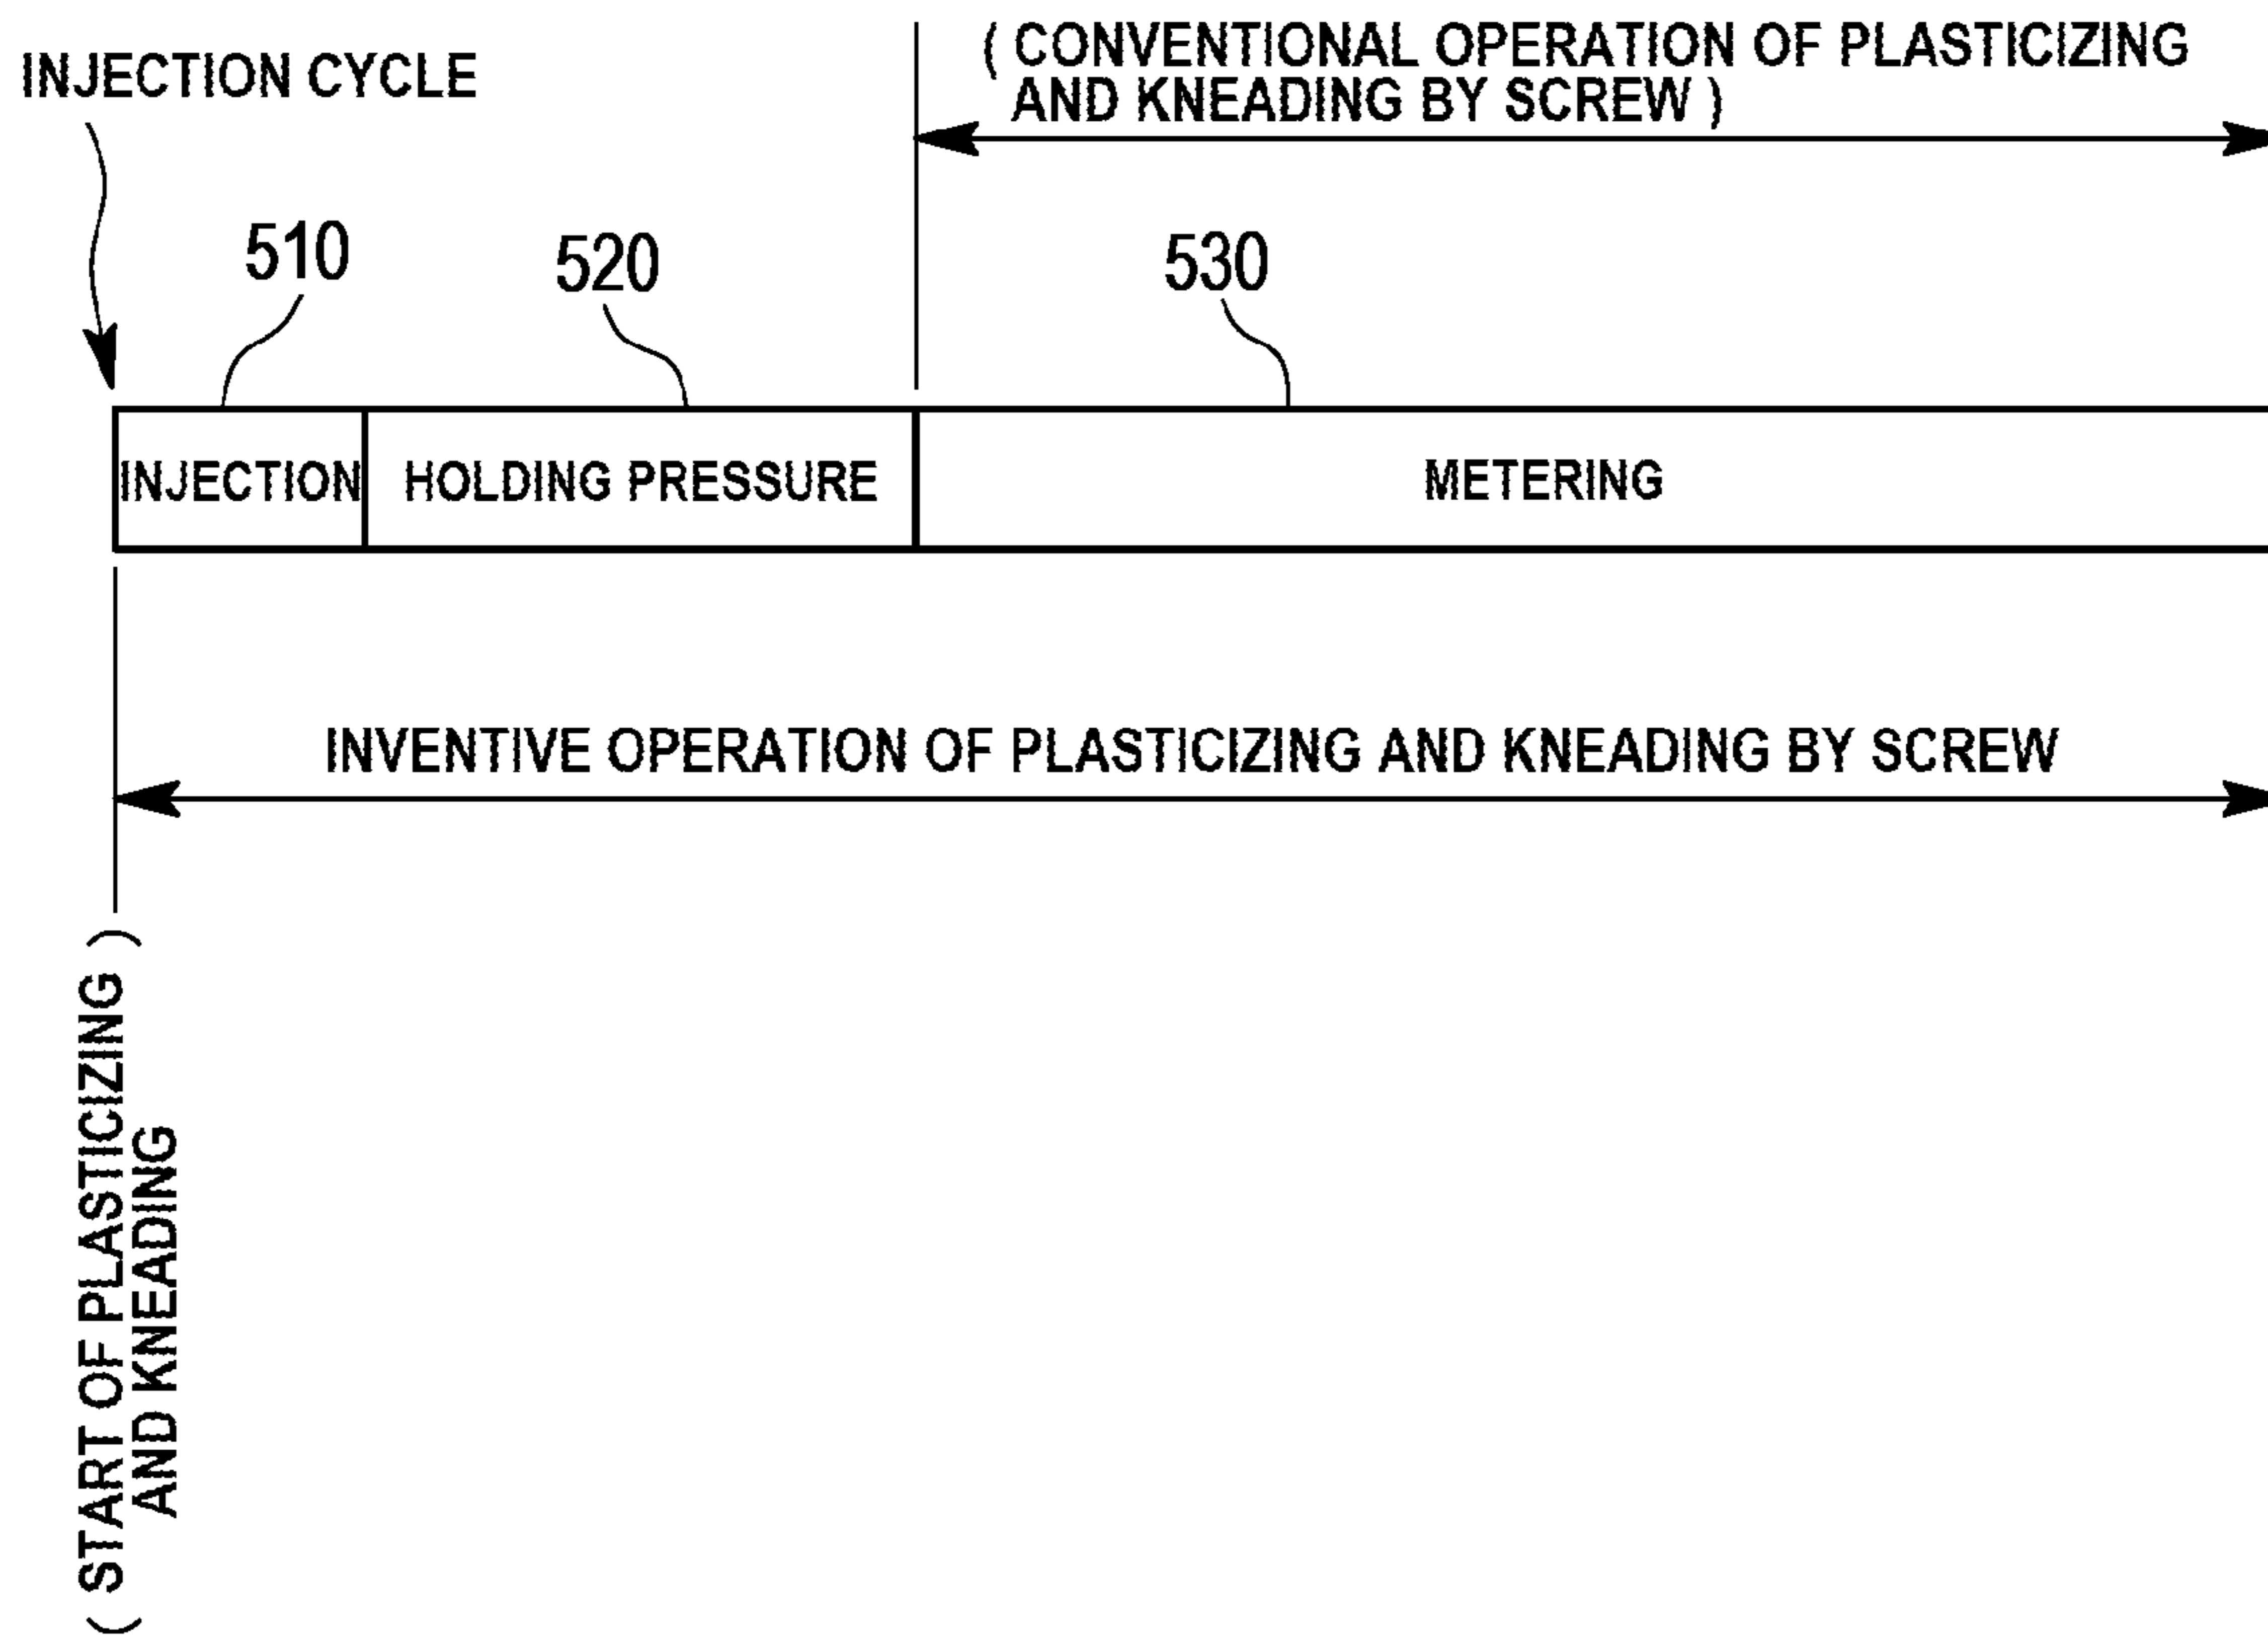 ( CONVENTIONAL OPERATION OF PLASTICIZING
AND KNEADING BY SCREW )
INJECTION CYCLE
510
520
530
INJECTION
HOLDING PRESSURE
METERING
INVENTIVE OPERATION OF PLASTICIZING AND KNEADING BY SCREW
( START OF PLASTICIZING )
AND KNEADING